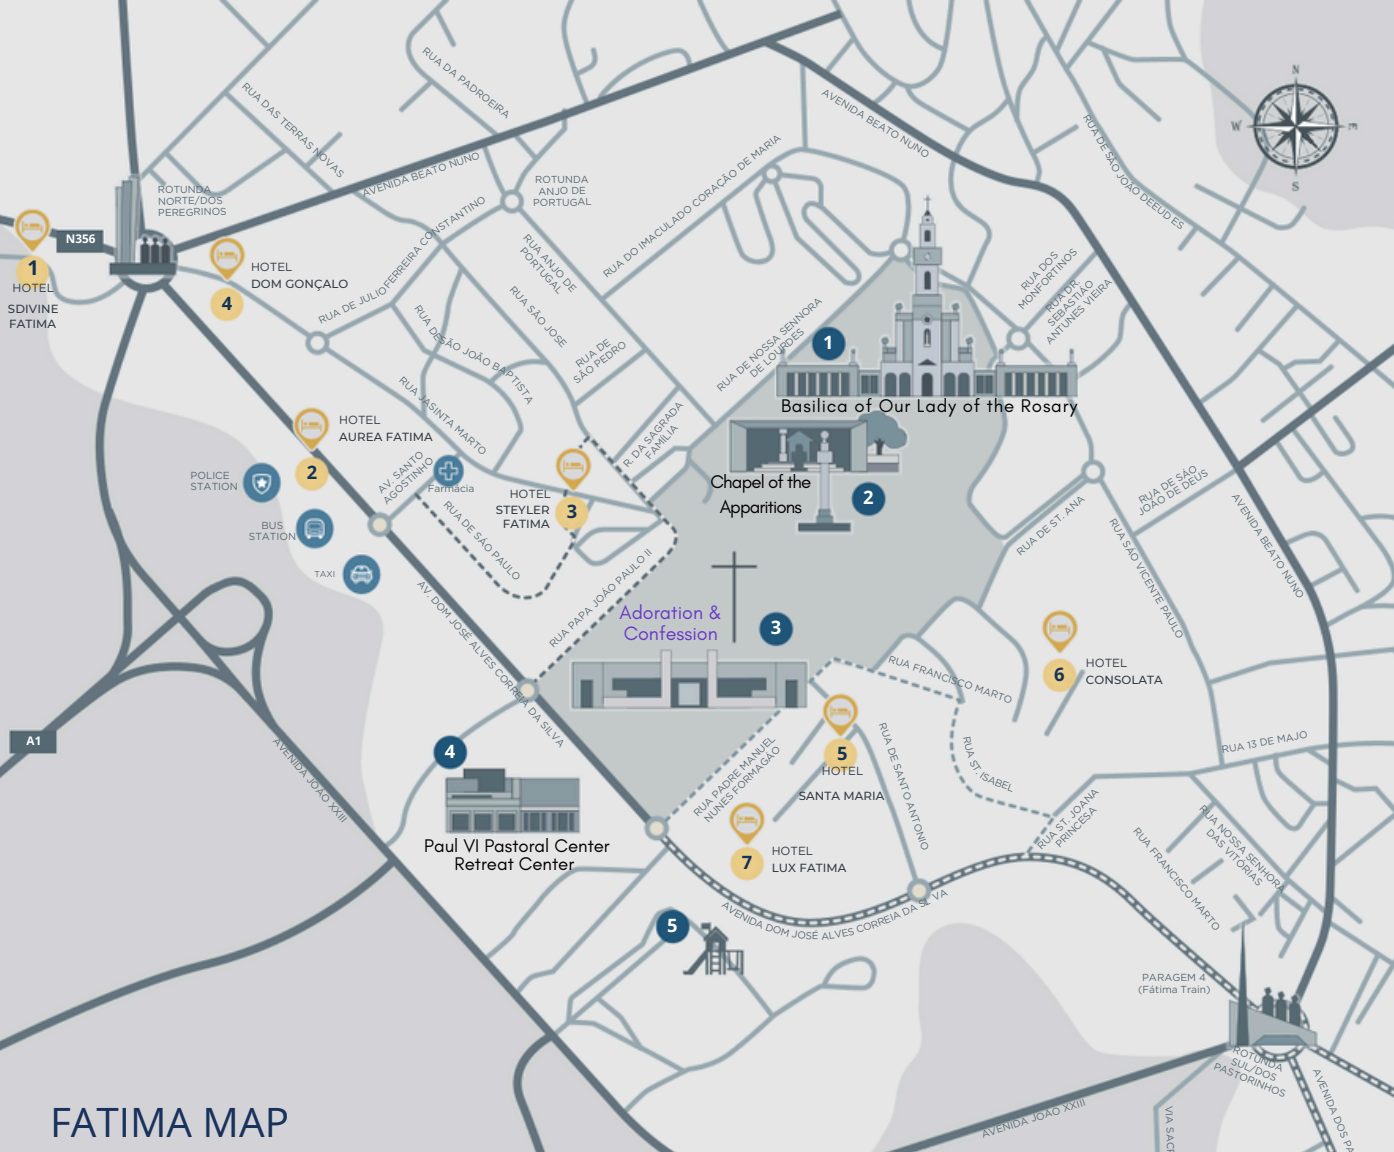 RUA DA PADROEIRA
RUA DAS TERRAS NOVAS
AVENIDA BEATO NUNO
AVENIDA BEATO NUNO
RUA DE SÃO JOÃO DEEUD ES
N
W
E
S
ROTUNDA
NORTE/DOS
PEREGRINOS
ROTUNDA
ANJO DE
PORTUGAL
RUA DO IMACULADO CORAÇÃO DE MARIA
N356
1
HOTEL
SDIVINE
FATIMA
4
HOTEL
DOM GONÇALO
RUA DE JULIO FERREIRA CONSTANTINO
RUA ANJO DE
PORTUGAL
RUA SÃO JOSE
RUA DE
SÃO PEDRO
RUA DE SÃO JOÃO BAPTISTA
RUA JASINTA MARTO
RUA DE NOSSA SENHORA
DE LOURDES
RUA DOS
MONFORTINOS
RUA DR.
SEBASTIÃO
ANTUNES VIEIRA
1
Basilica of Our Lady of the Rosary
HOTEL
AUREA FATIMA
2
R. DA SAGRADA
FAMILIA
Chapel of the
Apparitions
2
POLICE
STATION
BUS
STATION
TAXI
AV. SANTO
AGOSTINHO
Farmácia
HOTEL
STEYLER
FATIMA
3
RUA DE SÃO PAULO
RUA PAPA JOÃO PAULO II
RUA DE ST. ANA
RUA DE SÃO
JOÃO DE DEUS
RUA SÃO VICENTE PAULO
AVENIDA BEATO NUNO
AV. DOM JOSÉ ALVES CORREIA DA SILVA
Adoration &
Confession
3
6
HOTEL
CONSOLATA
RUA FRANCISCO MARTO
A1
AVENIDA JOÃO XXIII
4
Paul VI Pastoral Center
Retreat Center
RUA PADRE MANUEL
NUNES FORMAGÃO
5
HOTEL
SANTA MARIA
RUA DE SANTO ANTONIO
RUA ST. ISABEL
RUA 13 DE MAJO
RUA ST. JOANA
PRINCESA
RUA NOSSA SENHORA
DAS VITÓRIAS
RUA FRANCISCO MARTO
7
HOTEL
LUX FATIMA
AVENIDA DOM JOSÉ ALVES CORREIA DA SILVA
5
PARAGEM 4
(Fátima Train)
ROTUNDA
SUL/DOS
PASTORINHOS
AVENIDA JOÃO XXIII
VIA SACR
AVENIDA DOS PA
FATIMA MAP